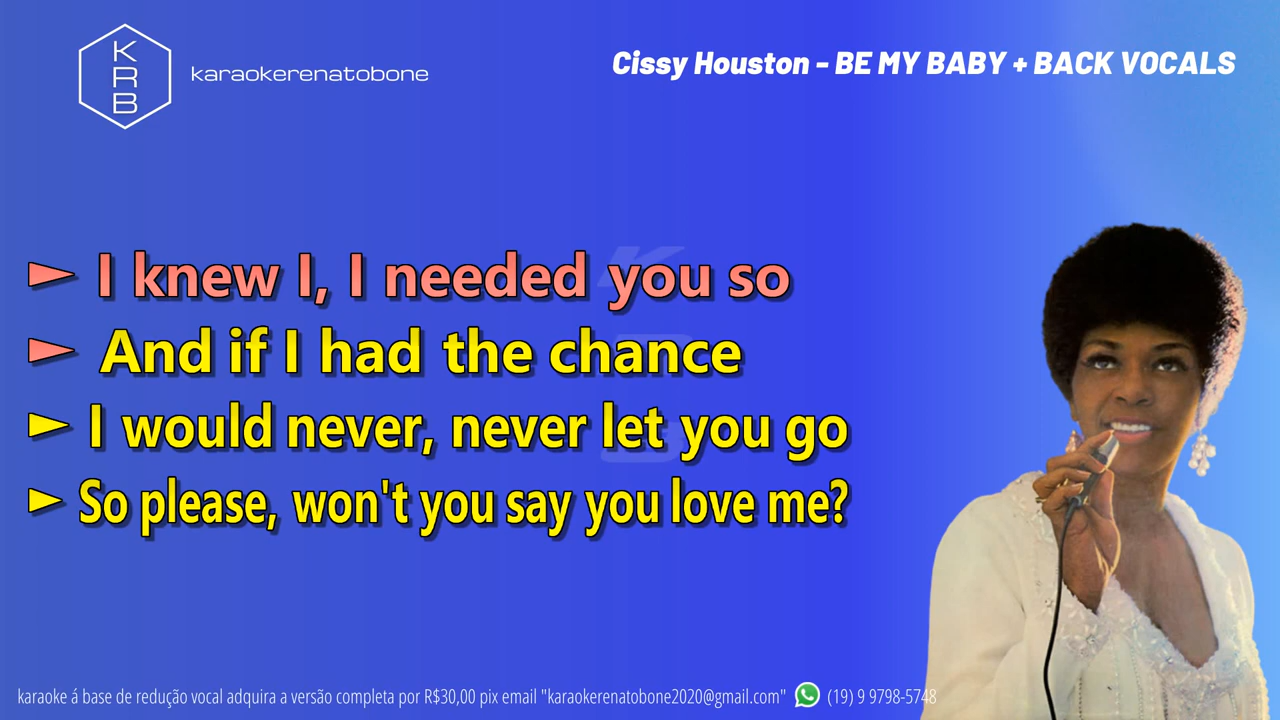 K
R
B
karaokerenatobone
Cissy Houston - BE MY BABY + BACK VOCALS
I knew I, I needed you so
And if I had the chance
I would never, never let you go
So please, won't you say you love me?
karaoke á base de redução vocal adquira a versão completa por R$30,00 pix email "karaokerenatobone2020@gmail.com" (19) 9 9798-5748